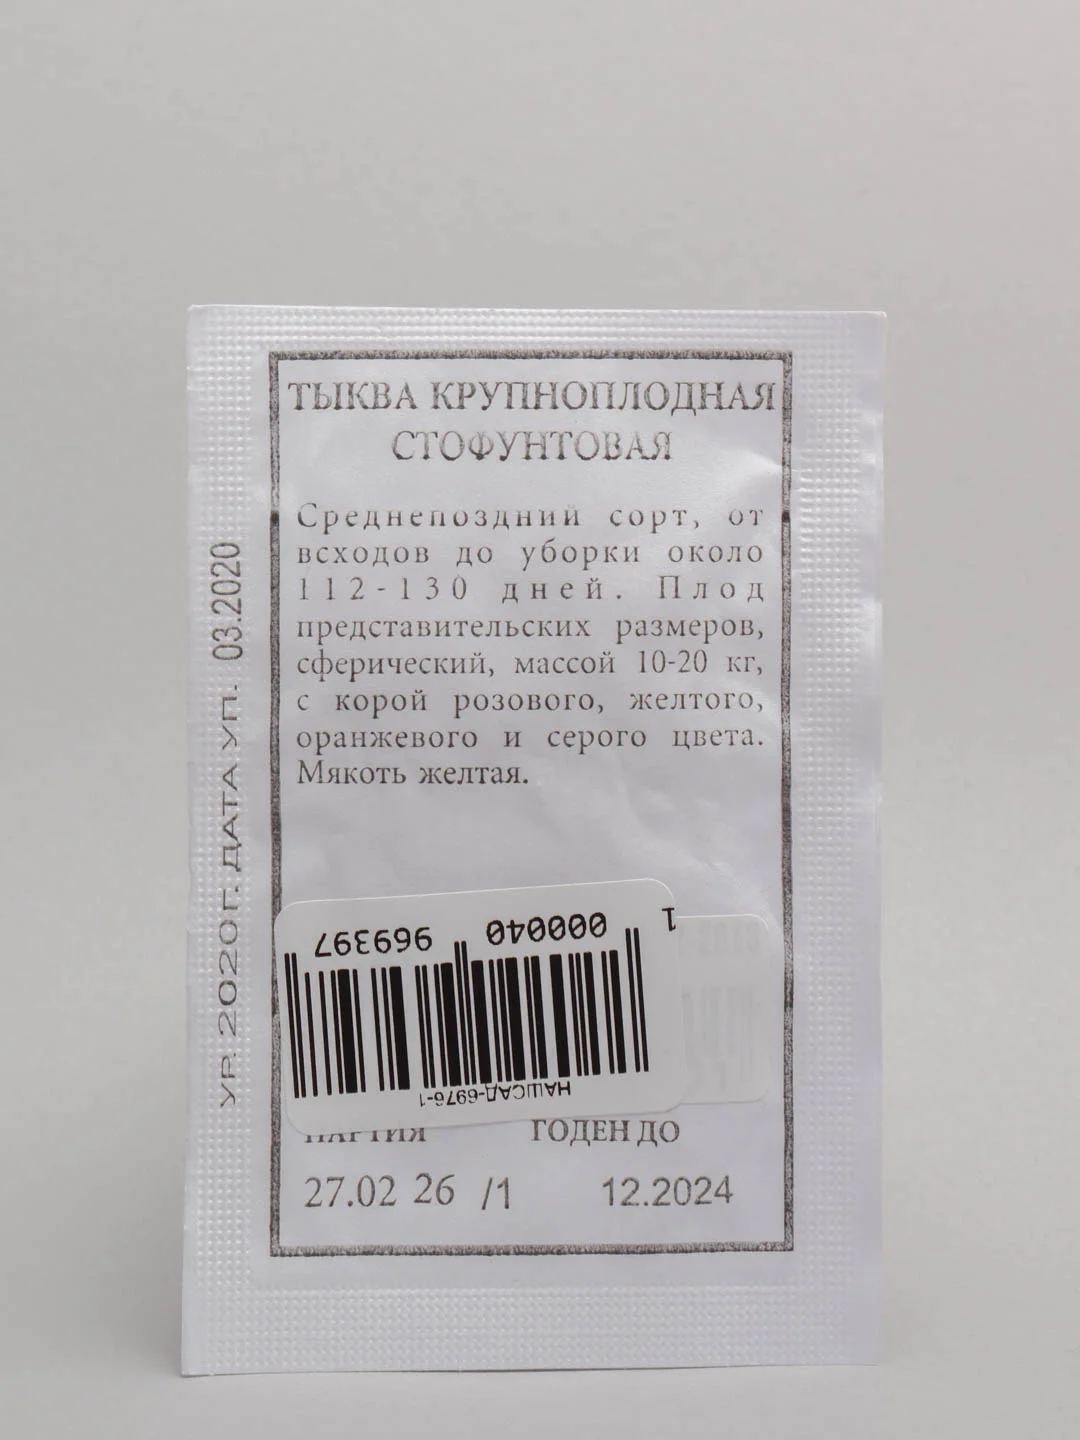 ТЫКВА КРУПНОПЛОДНАЯ
СТОФУНТОВАЯ
Среднепоздний сорт, от
всходов до уборки около
112-130 дней. Плод
представительских размеров,
сферический, массой 10-20 кг,
с корой розового, желтого,
оранжевого и серого цвета.
Мякоть желтая.
УР. 2020 Г. ДАТА УП. 03.2020
1 000040 969397
НАШСАД-6976-1
ПАРТИЯ ГОДЕН ДО
27.02 26 /1 12.2024